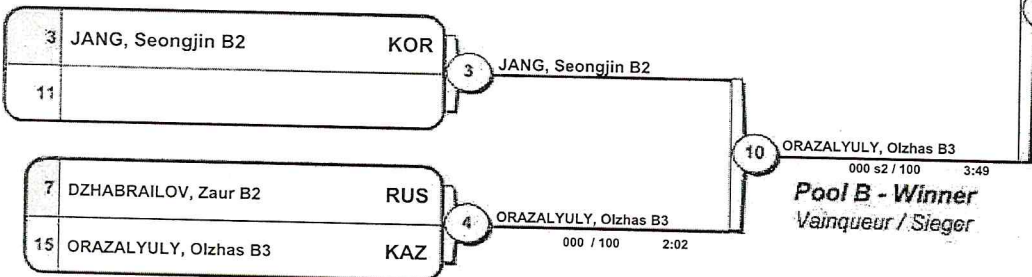 3 JANG, Seongjin B2 KOR
11
3 JANG, Seongjin B2
7 DZHABRAILOV, Zaur B2 RUS
15 ORAZALYULY, Olzhas B3 KAZ
4 ORAZALYULY, Olzhas B3
000 / 100 2:02
10 ORAZALYULY, Olzhas B3
000 s2 / 100 3:49
Pool B - Winner
Vainqueur / Sieger